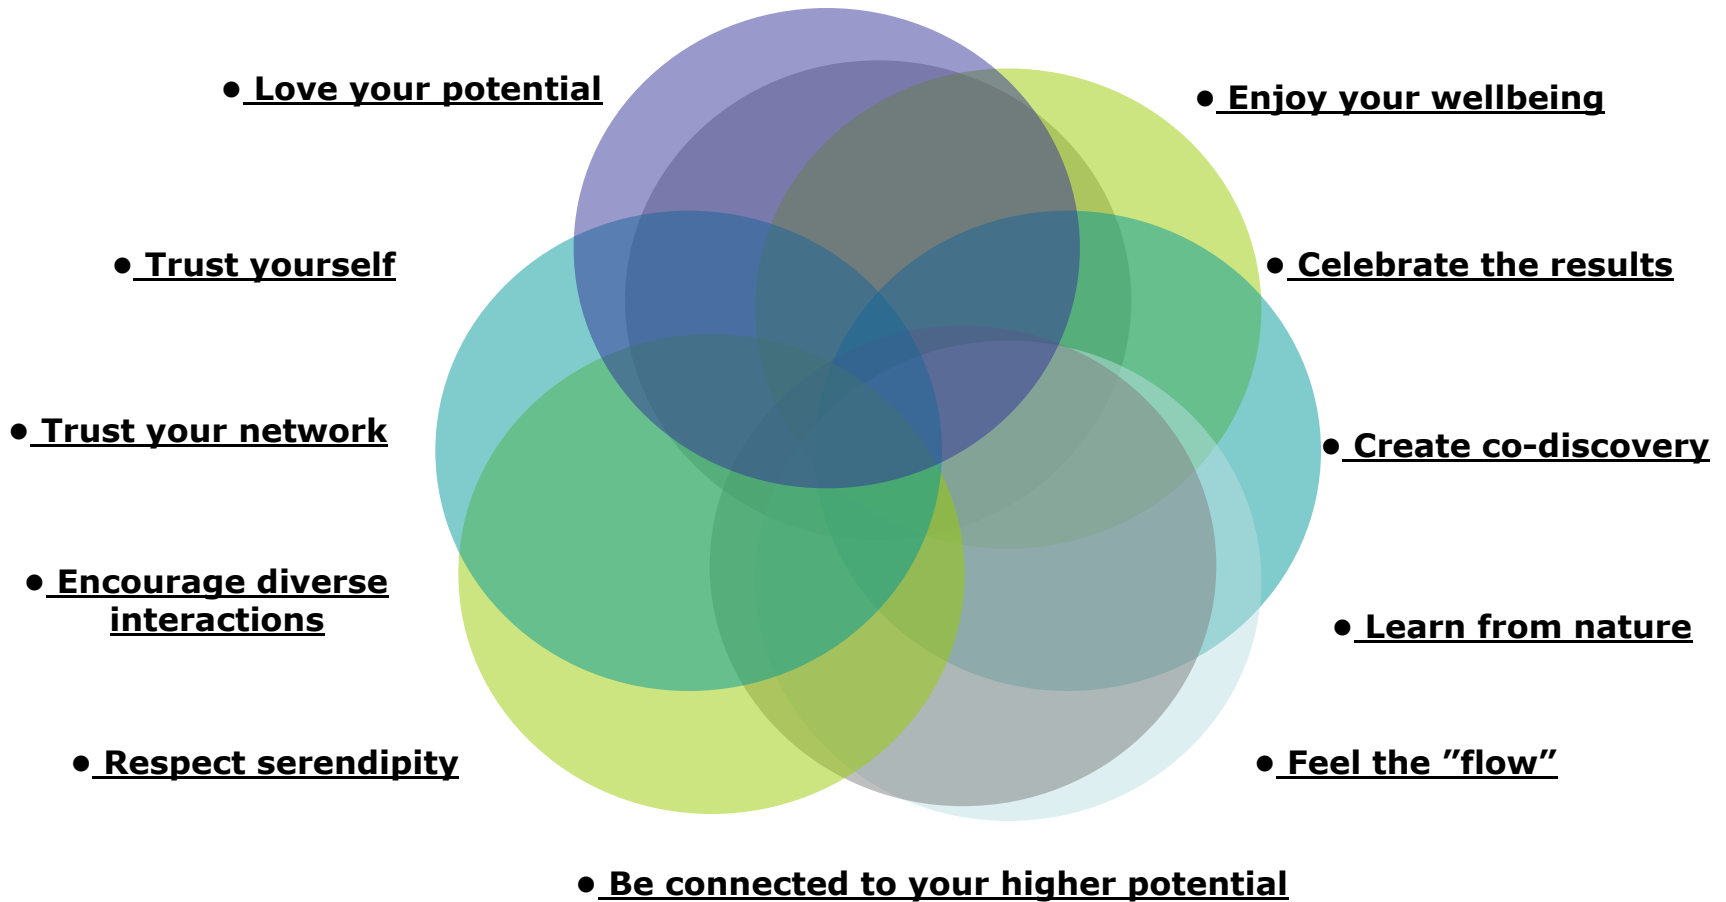 • Love your potential
• Enjoy your wellbeing
• Trust yourself
• Celebrate the results
• Trust your network
• Create co-discovery
• Encourage diverse
interactions
• Learn from nature
• Respect serendipity
• Feel the ”flow”
• Be connected to your higher potential